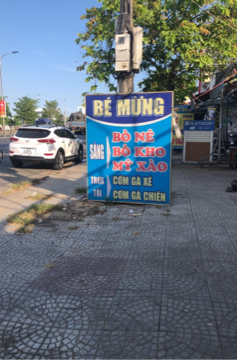 BÉ MỪNG
SÁNG
BÒ NÉ
BÒ KHO
MỲ XÀO
TRƯA
TỐI
CƠM GÀ XÉ
CƠM GÀ CHIÊN